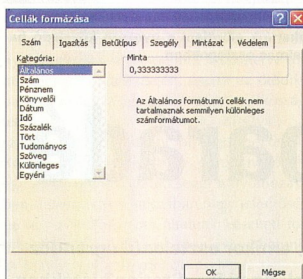 Cellák formázása
Szám Igazítás Betűtípus Szegély Mintázat Védelem
Kategória:
Általános
Szám
Pénznem
Könyvelői
Dátum
Idő
Százalék
Tört
Tudományos
Szöveg
Különleges
Egyéni
Minta
0,333333333
Az Általános formátumú cellák nem
tartalmaznak semmilyen különleges
számformátumot.
OK Mégse